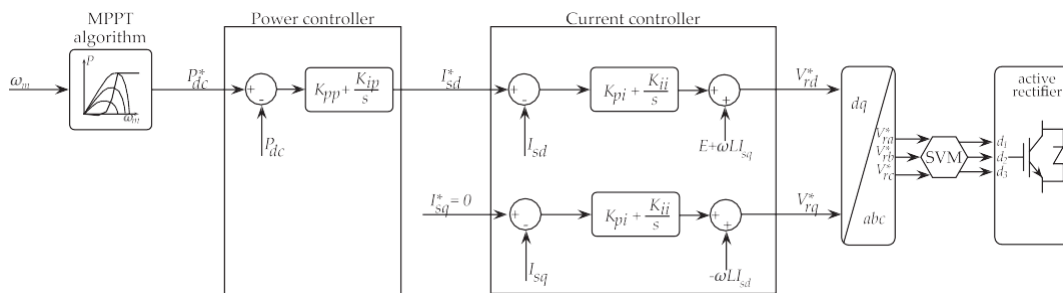 MPPT
algorithm
Power controller
Current controller
p
ω_m
ω_m
P*_dc
+
-
P_dc
K_pp + K_ip/s
I*_sd
+
-
I_sd
K_pi + K_ii/s
+
+
E+ωLI_sq
V*_rd
I*_sq = 0
+
-
I_sq
K_pi + K_ii/s
+
+
-ωLI_sd
V*_rq
dq
abc
V*_ra
V*_rb
V*_rc
SVM
active
rectifier
d_1
d_2
d_3